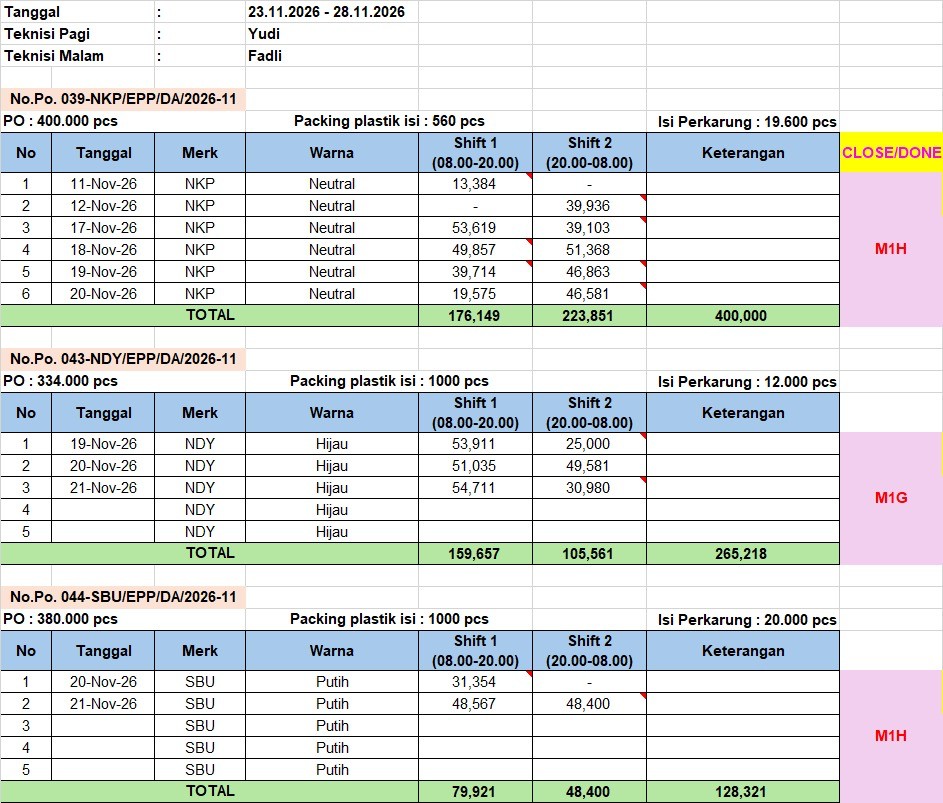 Tanggal : 23.11.2026 - 28.11.2026
Teknisi Pagi : Yudi
Teknisi Malam : Fadli
No.Po. 039-NKP/EPP/DA/2026-11
PO : 400.000 pcs Packing plastik isi : 560 pcs Isi Perkarung : 19.600 pcs
No Tanggal Merk Warna Shift 1 (08.00-20.00) Shift 2 (20.00-08.00) Keterangan CLOSE/DONE
1 11-Nov-26 NKP Neutral 13,384 -
2 12-Nov-26 NKP Neutral - 39,936
3 17-Nov-26 NKP Neutral 53,619 39,103
4 18-Nov-26 NKP Neutral 49,857 51,368 M1H
5 19-Nov-26 NKP Neutral 39,714 46,863
6 20-Nov-26 NKP Neutral 19,575 46,581
TOTAL 176,149 223,851 400,000
No.Po. 043-NDY/EPP/DA/2026-11
PO : 334.000 pcs Packing plastik isi : 1000 pcs Isi Perkarung : 12.000 pcs
No Tanggal Merk Warna Shift 1 (08.00-20.00) Shift 2 (20.00-08.00) Keterangan
1 19-Nov-26 NDY Hijau 53,911 25,000
2 20-Nov-26 NDY Hijau 51,035 49,581
3 21-Nov-26 NDY Hijau 54,711 30,980 M1G
4 NDY Hijau
5 NDY Hijau
TOTAL 159,657 105,561 265,218
No.Po. 044-SBU/EPP/DA/2026-11
PO : 380.000 pcs Packing plastik isi : 1000 pcs Isi Perkarung : 20.000 pcs
No Tanggal Merk Warna Shift 1 (08.00-20.00) Shift 2 (20.00-08.00) Keterangan
1 20-Nov-26 SBU Putih 31,354 -
2 21-Nov-26 SBU Putih 48,567 48,400
3 SBU Putih M1H
4 SBU Putih
5 SBU Putih
TOTAL 79,921 48,400 128,321